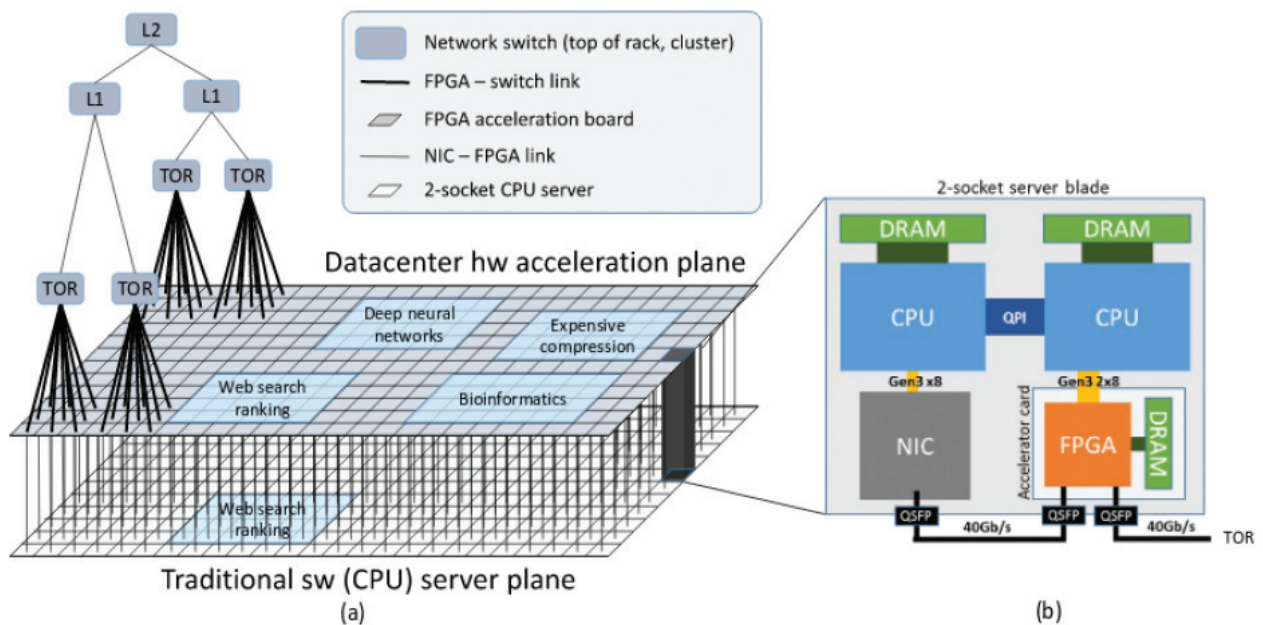 L2
L1
L1
TOR
TOR
TOR
TOR
Network switch (top of rack, cluster)
FPGA – switch link
FPGA acceleration board
NIC – FPGA link
2-socket CPU server
Datacenter hw acceleration plane
Deep neural
networks
Expensive
compression
Web search
ranking
Bioinformatics
Web search
ranking
Traditional sw (CPU) server plane
(a)
2-socket server blade
DRAM
DRAM
CPU
QPI
CPU
Gen3 x8
Gen3 2x8
NIC
Accelerator card
FPGA
DRAM
QSFP
40Gb/s
QSFP
QSFP
40Gb/s
TOR
(b)